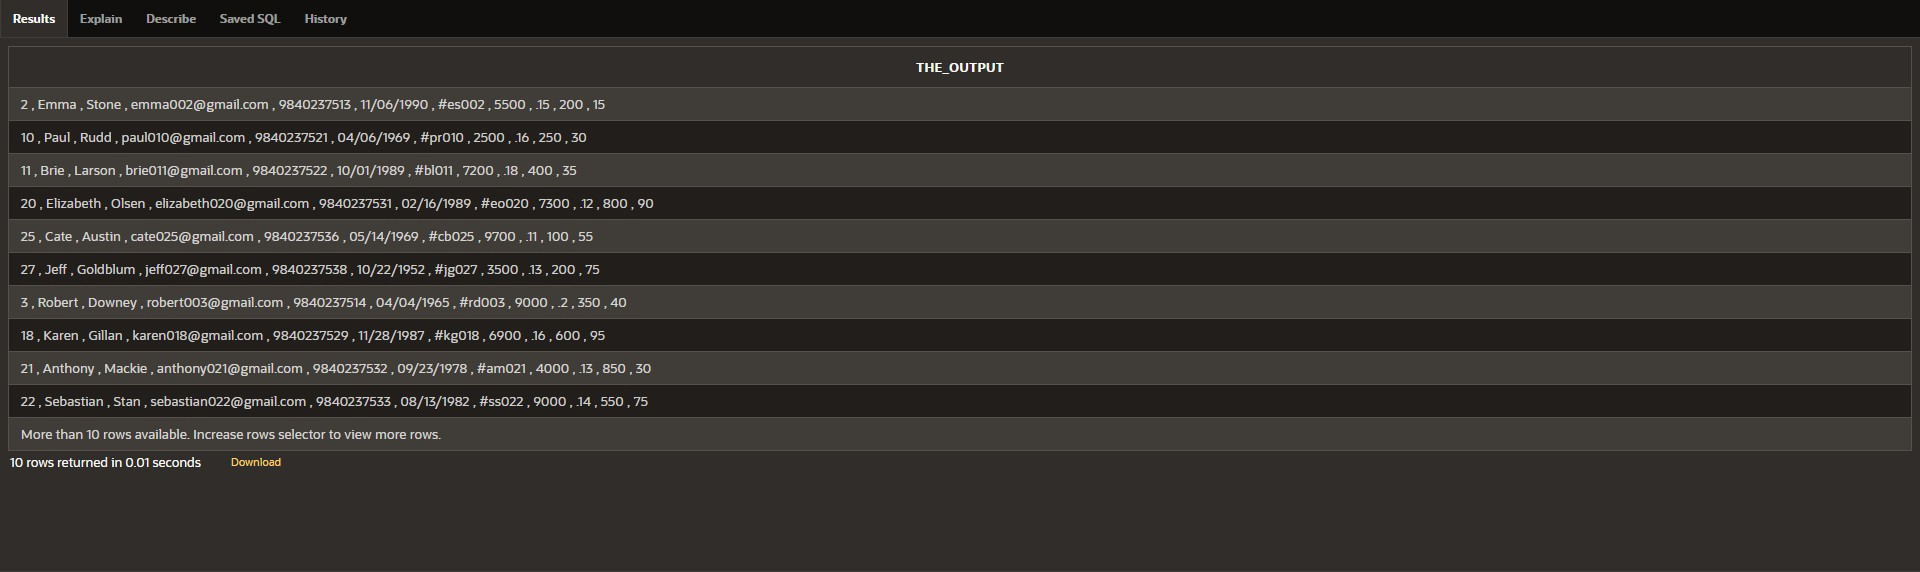 Results Explain Describe Saved SQL History
THE_OUTPUT
2 , Emma , Stone , emma002@gmail.com , 9840237513 , 11/06/1990 , #es002 , 5500 , .15 , 200 , 15
10 , Paul , Rudd , paul010@gmail.com , 9840237521 , 04/06/1969 , #pr010 , 2500 , .16 , 250 , 30
11 , Brie , Larson , brie011@gmail.com , 9840237522 , 10/01/1989 , #bl011 , 7200 , .18 , 400 , 35
20 , Elizabeth , Olsen , elizabeth020@gmail.com , 9840237531 , 02/16/1989 , #eo020 , 7300 , .12 , 800 , 90
25 , Cate , Austin , cate025@gmail.com , 9840237536 , 05/14/1969 , #cb025 , 9700 , .11 , 100 , 55
27 , Jeff , Goldblum , jeff027@gmail.com , 9840237538 , 10/22/1952 , #jg027 , 3500 , .13 , 200 , 75
3 , Robert , Downey , robert003@gmail.com , 9840237514 , 04/04/1965 , #rd003 , 9000 , .2 , 350 , 40
18 , Karen , Gillan , karen018@gmail.com , 9840237529 , 11/28/1987 , #kg018 , 6900 , .16 , 600 , 95
21 , Anthony , Mackie , anthony021@gmail.com , 9840237532 , 09/23/1978 , #am021 , 4000 , .13 , 850 , 30
22 , Sebastian , Stan , sebastian022@gmail.com , 9840237533 , 08/13/1982 , #ss022 , 9000 , .14 , 550 , 75
More than 10 rows available. Increase rows selector to view more rows.
10 rows returned in 0.01 seconds Download